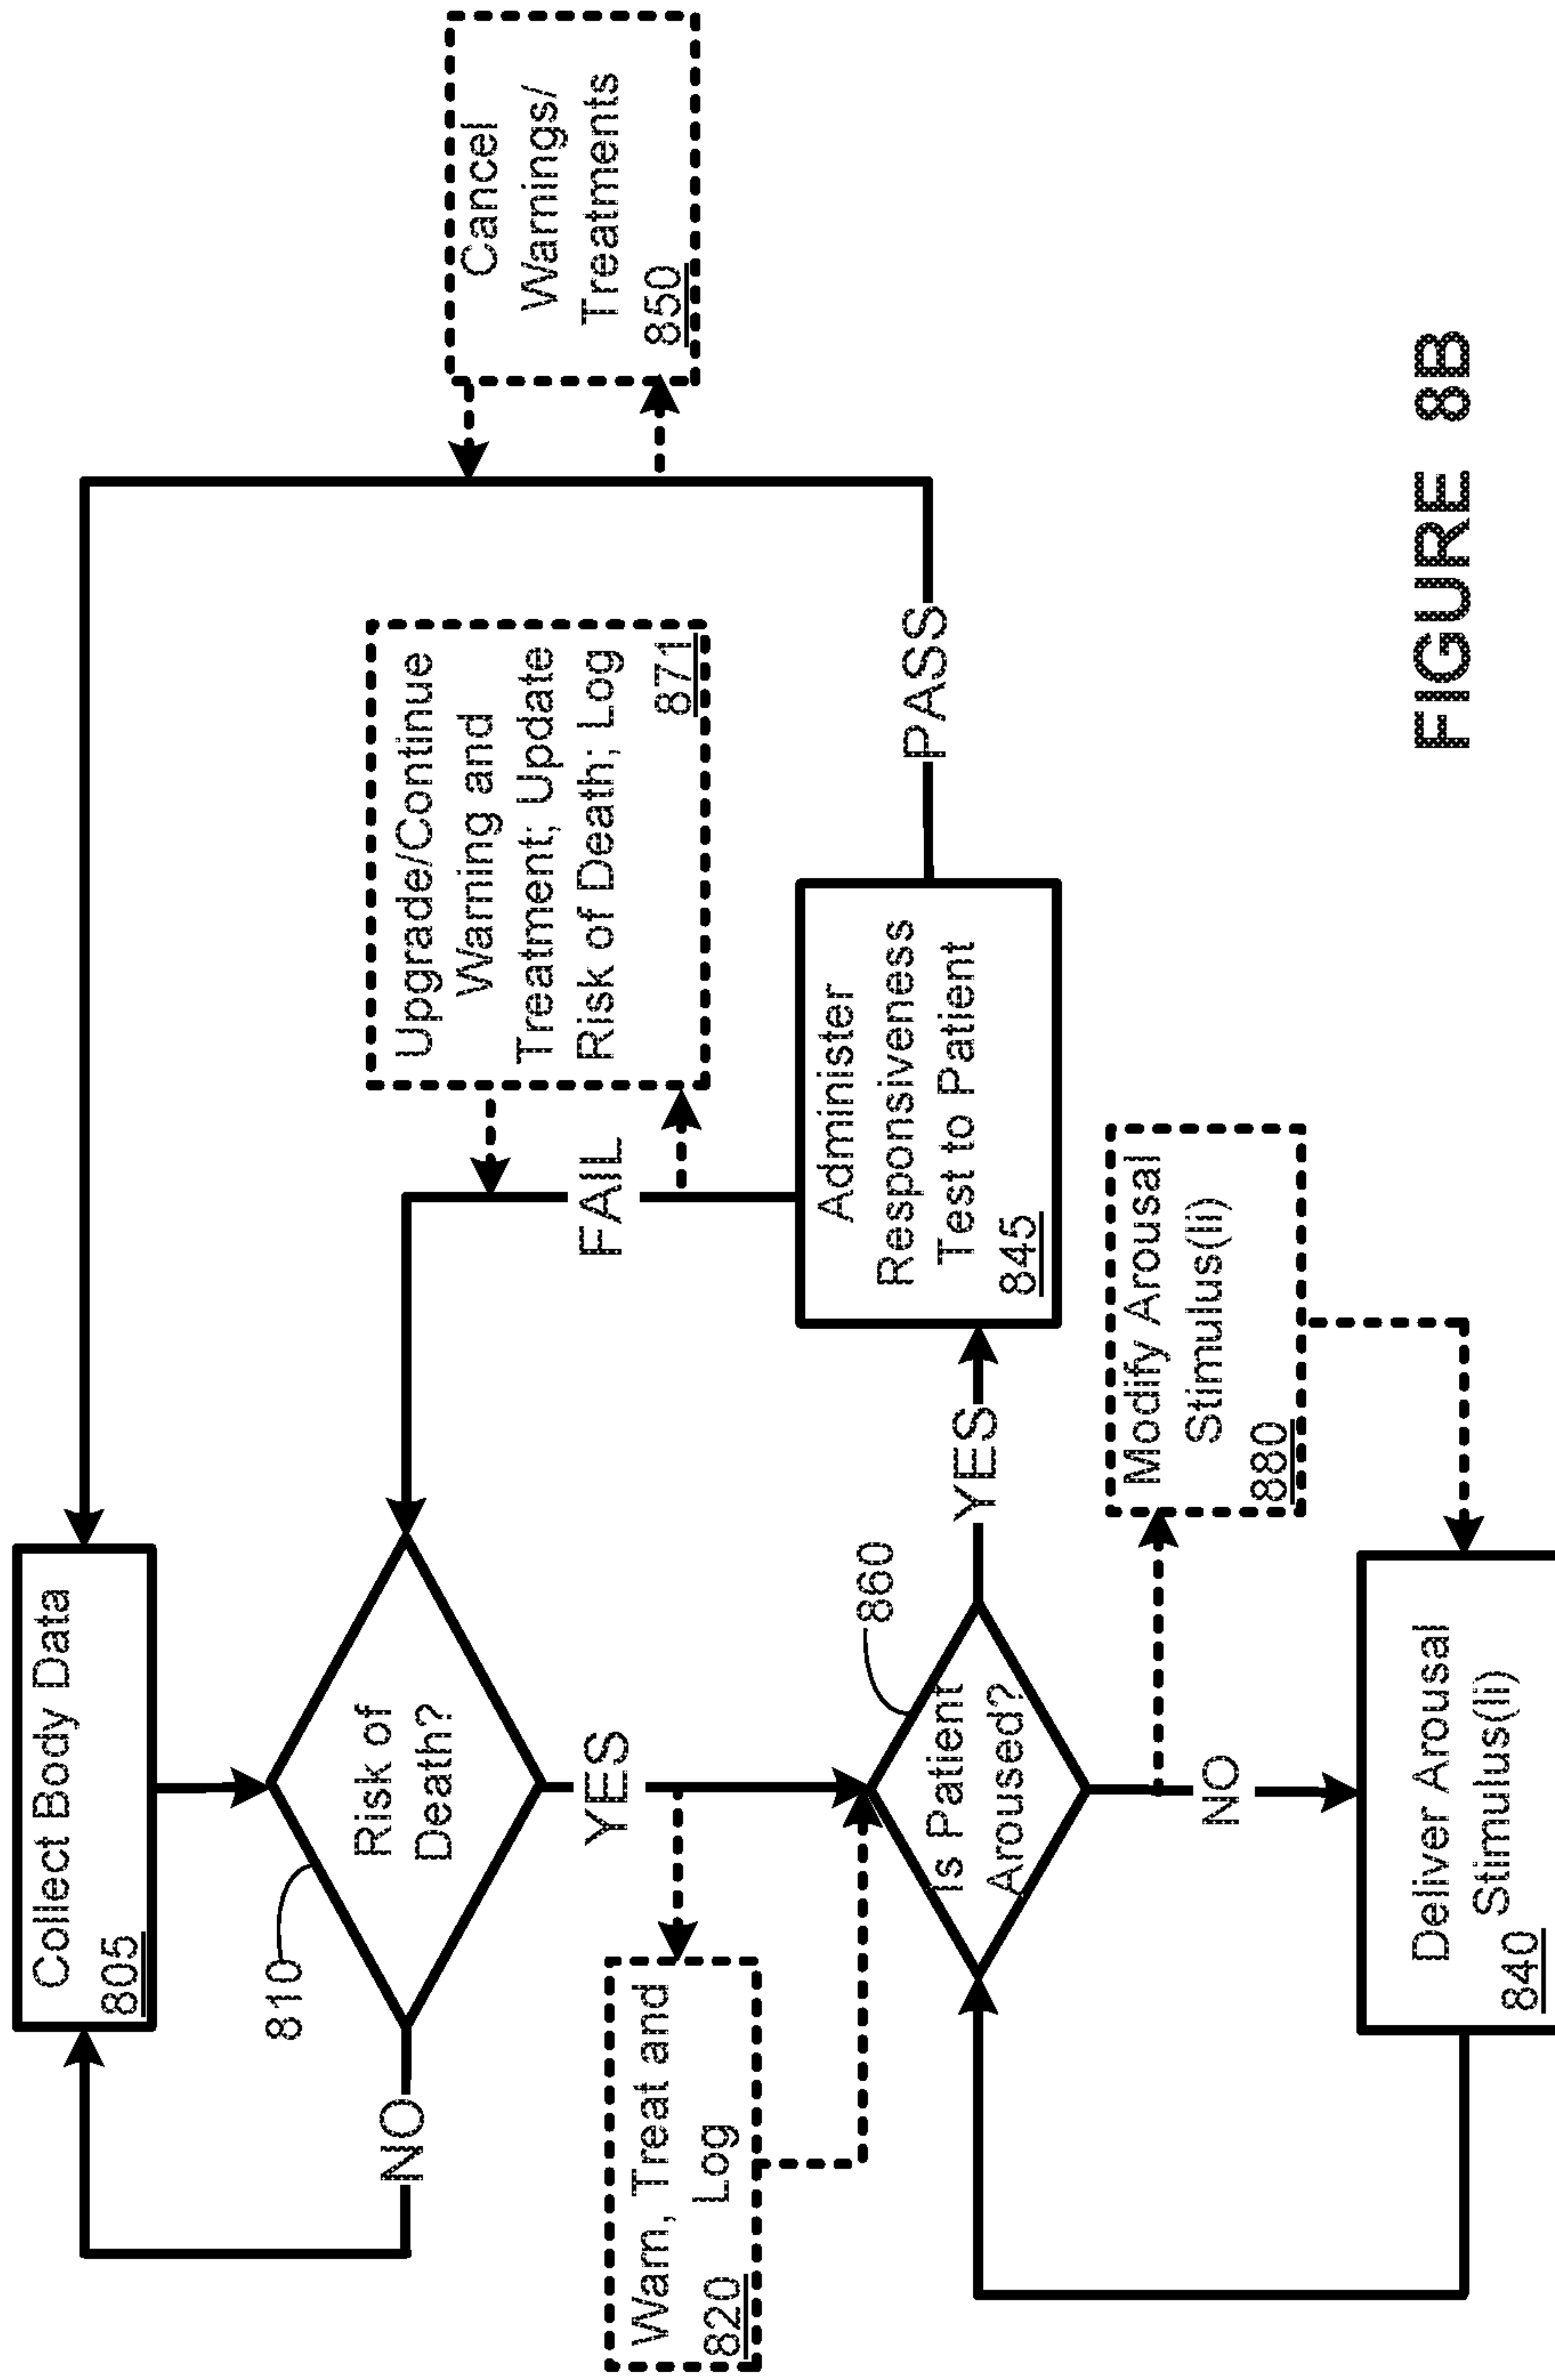 Collect Body Data
805
810
Risk of
Death?
NO
YES
Warn, Treat and
820 Log
860
Is Patient
Aroused?
YES
NO
Modify Arousal
Stimulus(li)
880
Deliver Arousal
Stimulus(li)
840
Administer
Responsiveness
Test to Patient
845
FAIL
Upgrade/Continue
Warning and
Treatment; Update
Risk of Death; Log
871
PASS
Cancel
Warnings/
Treatments
850
FIGURE 8B